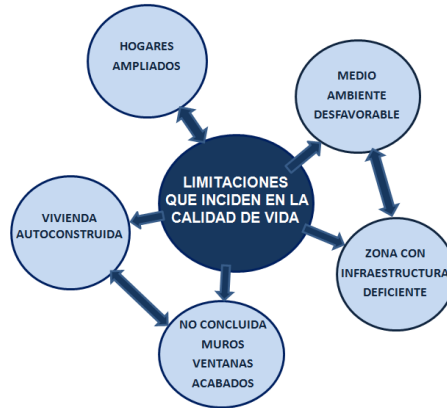 HOGARES
AMPLIADOS
MEDIO
AMBIENTE
DESFAVORABLE
LIMITACIONES
QUE INCIDEN EN LA
CALIDAD DE VIDA
VIVIENDA
AUTOCONSTRUIDA
ZONA CON
INFRAESTRUCTURA
DEFICIENTE
NO CONCLUIDA
MUROS
VENTANAS
ACABADOS